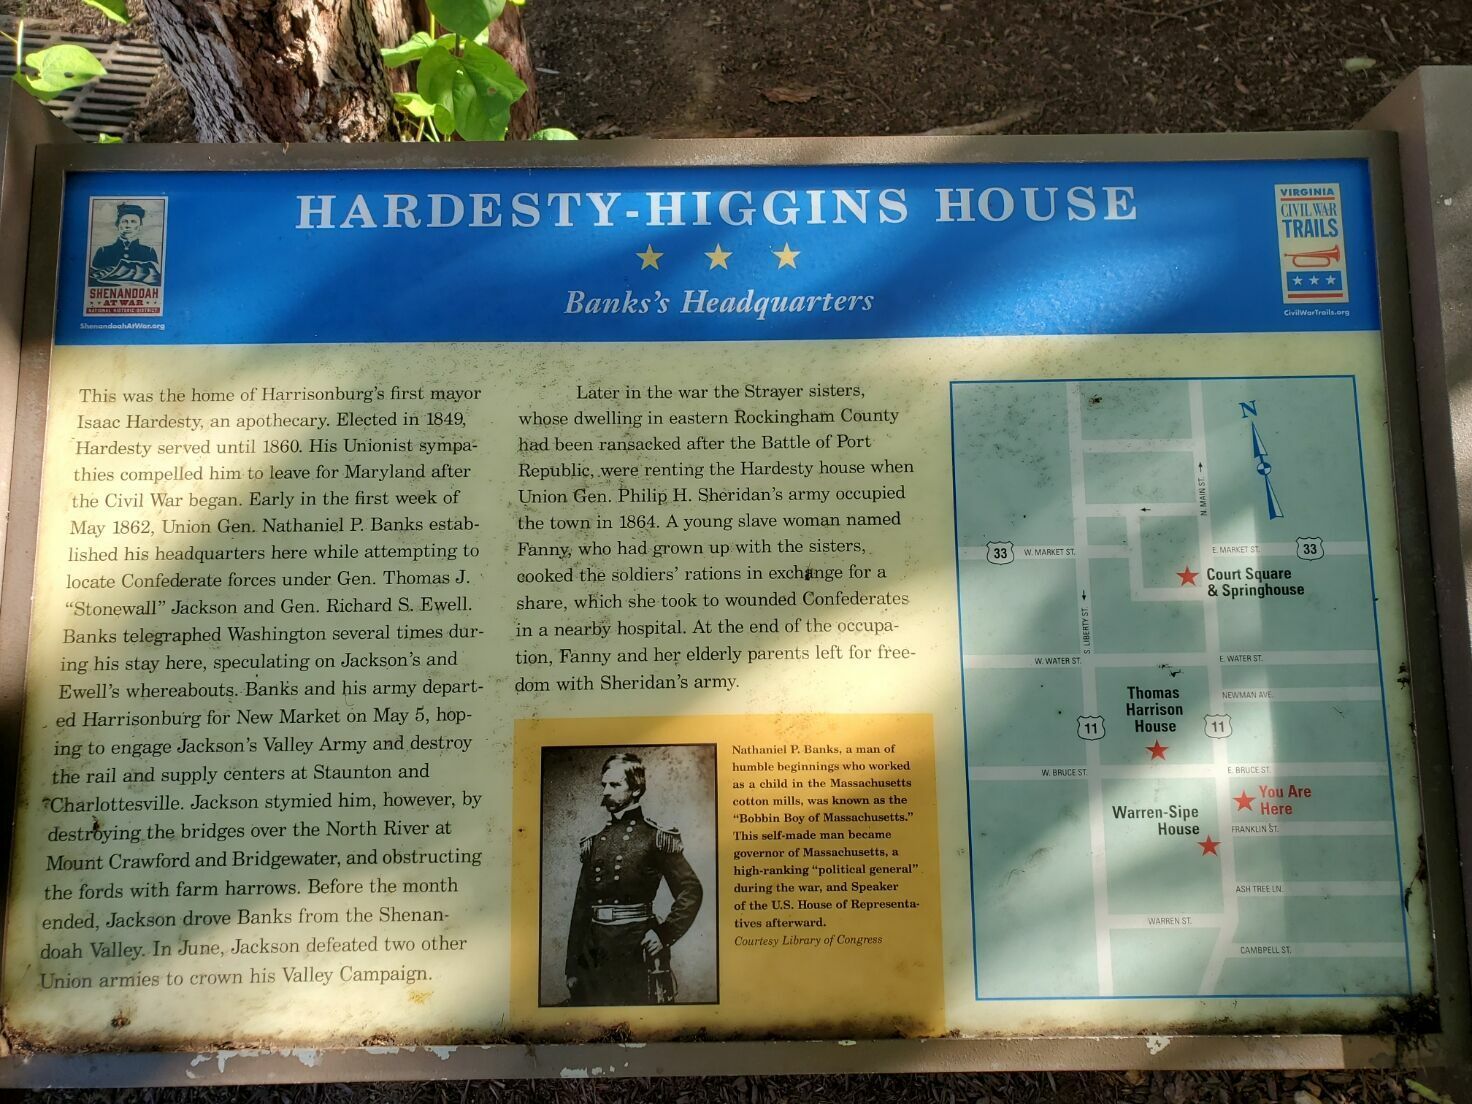 HARDESTY-HIGGINS HOUSE
Banks's Headquarters
SHENANDOAH
AT WAR
NATIONAL HISTORIC DISTRICT
ShenandoahAtWar.org
VIRGINIA
CIVIL WAR
TRAILS
CivilWarTrails.org
This was the home of Harrisonburg's first mayor
Isaac Hardesty, an apothecary. Elected in 1849,
Hardesty served until 1860. His Unionist sympa-
thies compelled him to leave for Maryland after
the Civil War began. Early in the first week of
May 1862, Union Gen. Nathaniel P. Banks estab-
lished his headquarters here while attempting to
locate Confederate forces under Gen. Thomas J.
“Stonewall” Jackson and Gen. Richard S. Ewell.
Banks telegraphed Washington several times dur-
ing his stay here, speculating on Jackson's and
Ewell's whereabouts. Banks and his army depart-
ed Harrisonburg for New Market on May 5, hop-
ing to engage Jackson's Valley Army and destroy
the rail and supply centers at Staunton and
Charlottesville. Jackson stymied him, however, by
destroying the bridges over the North River at
Mount Crawford and Bridgewater, and obstructing
the fords with farm harrows. Before the month
ended, Jackson drove Banks from the Shenan-
doah Valley. In June, Jackson defeated two other
Union armies to crown his Valley Campaign.
Later in the war the Strayer sisters,
whose dwelling in eastern Rockingham County
had been ransacked after the Battle of Port
Republic, were renting the Hardesty house when
Union Gen. Philip H. Sheridan's army occupied
the town in 1864. A young slave woman named
Fanny, who had grown up with the sisters,
cooked the soldiers' rations in exchange for a
share, which she took to wounded Confederates
in a nearby hospital. At the end of the occupa-
tion, Fanny and her elderly parents left for free-
dom with Sheridan's army.
Nathaniel P. Banks, a man of
humble beginnings who worked
as a child in the Massachusetts
cotton mills, was known as the
“Bobbin Boy of Massachusetts.”
This self-made man became
governor of Massachusetts, a
high-ranking “political general”
during the war, and Speaker
of the U.S. House of Representa-
tives afterward.
Courtesy Library of Congress
N
N. MAIN ST.
33
W. MARKET ST.
E. MARKET ST.
33
Court Square
& Springhouse
S. LIBERTY ST.
W. WATER ST.
E. WATER ST.
Thomas
Harrison
House
NEWMAN AVE.
11
11
W. BRUCE ST.
E. BRUCE ST.
You Are
Here
Warren-Sipe
House
FRANKLIN ST.
ASH TREE LN.
WARREN ST.
CAMPBELL ST.